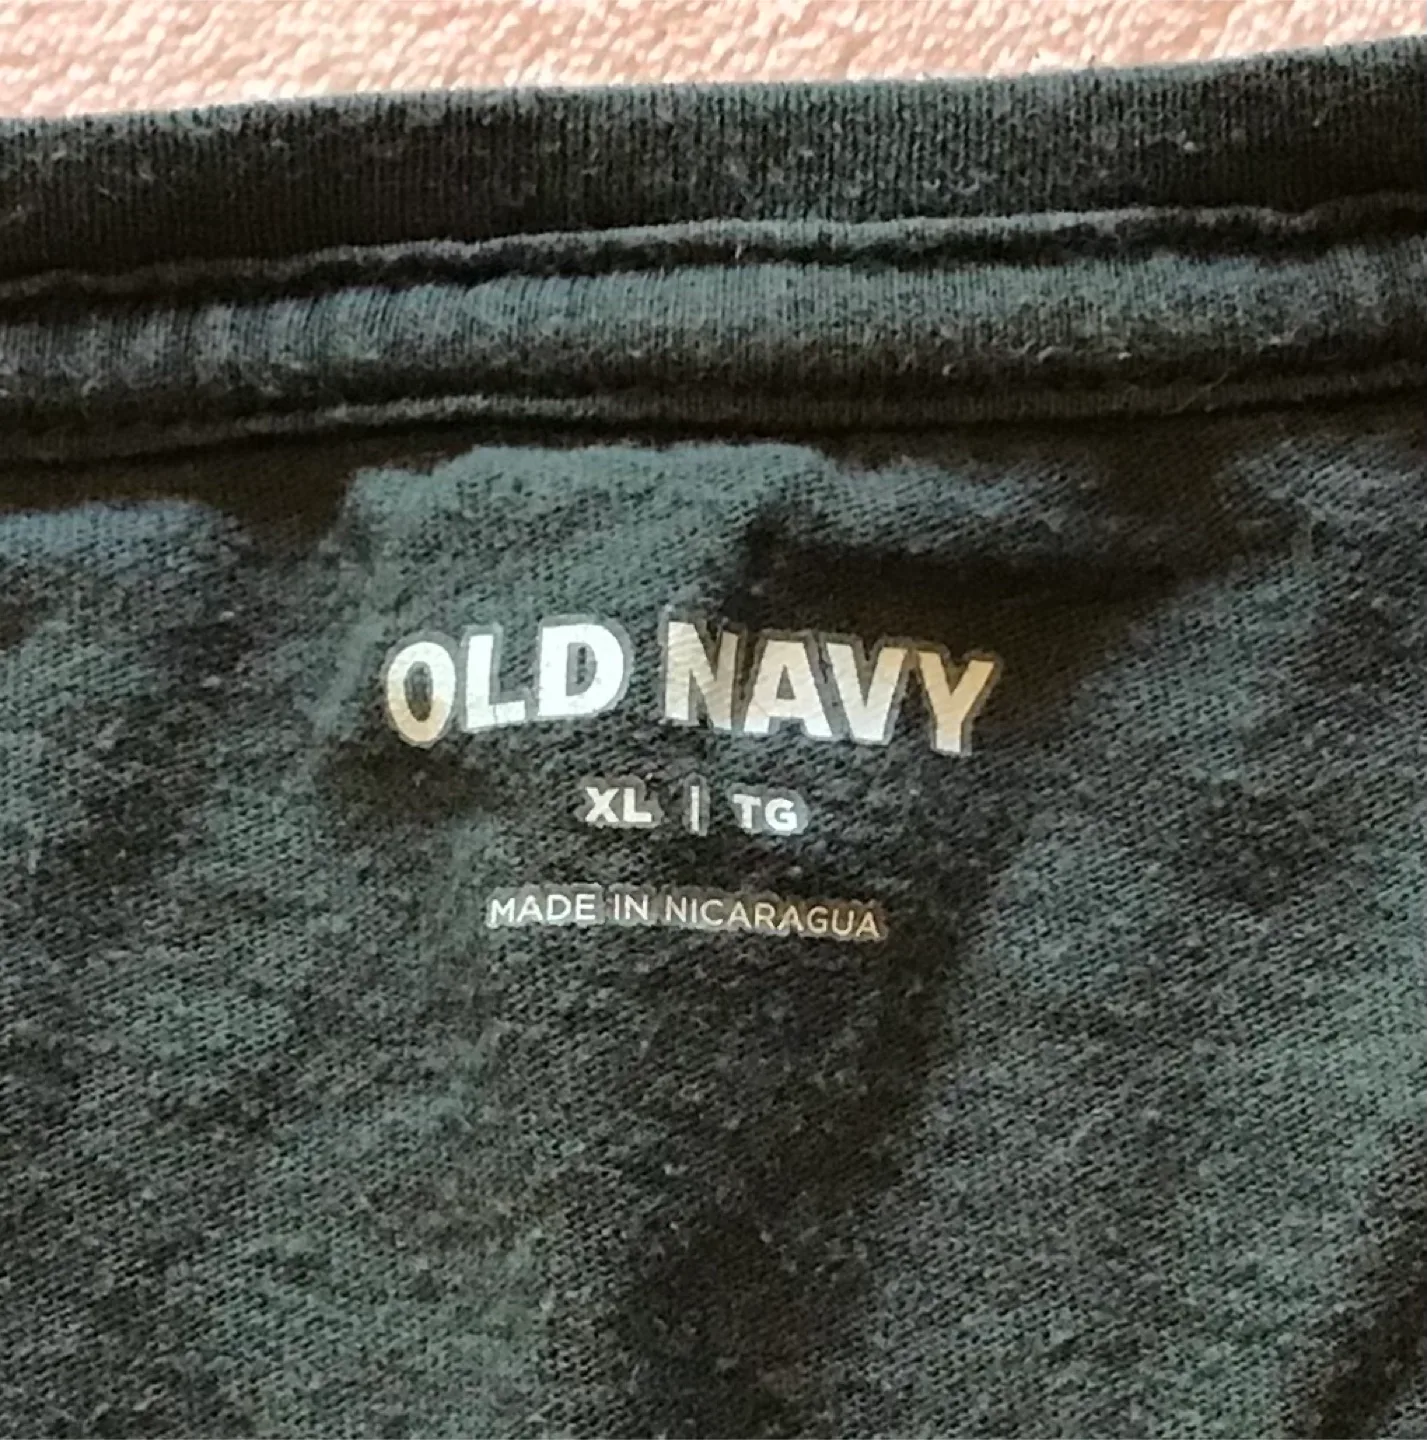 OLD NAVY
XL | TG
MADE IN NICARAGUA